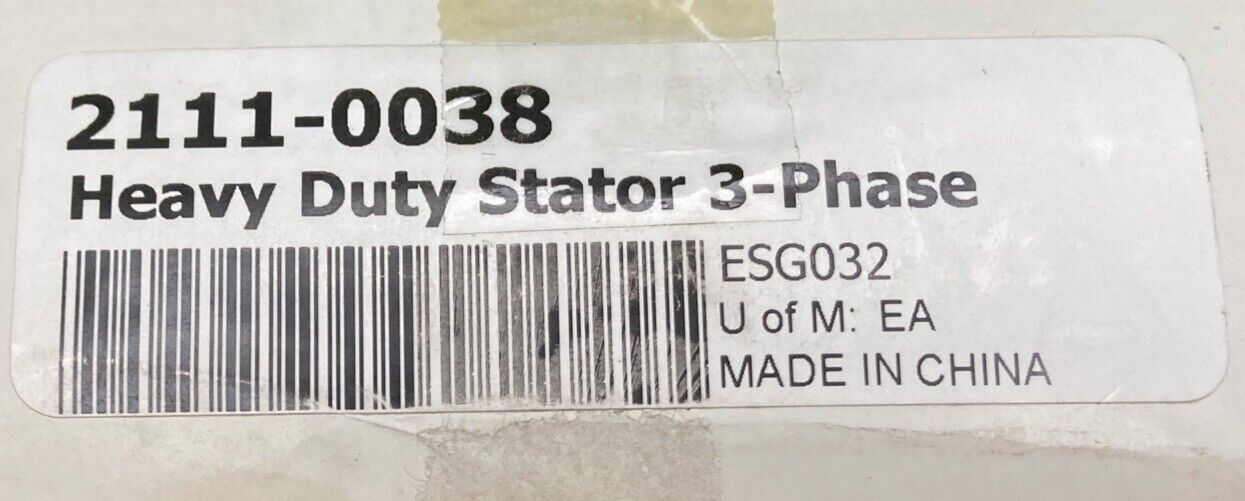 2111-0038
Heavy Duty Stator 3-Phase
ESG032
U of M: EA
MADE IN CHINA